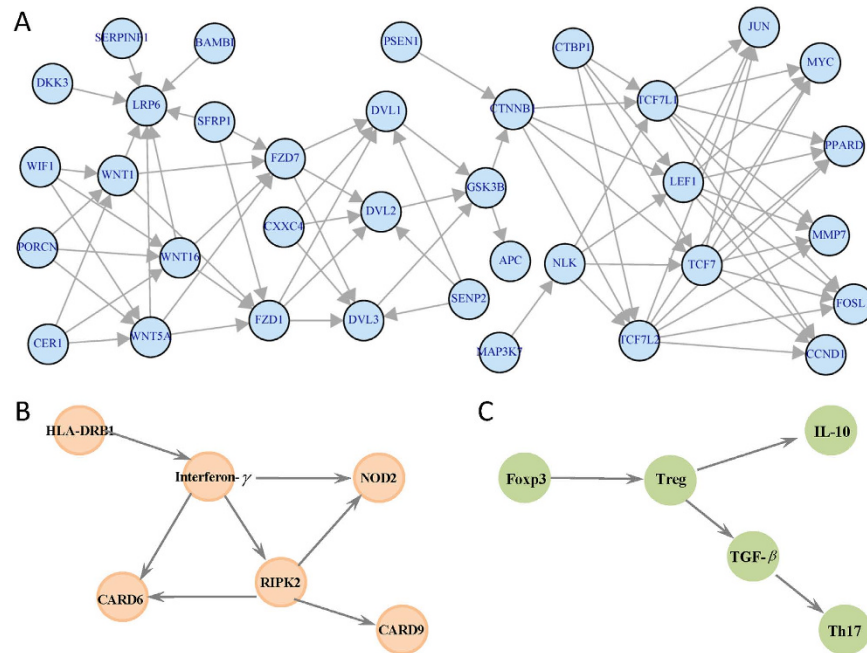 A
SERPINF1
BAMBI
PSEN1
CTBP1
JUN
MYC
DKK3
LRP6
SFRP1
DVL1
CTNNB1
TCF7L1
PPARD
WIF1
WNT1
FZD7
GSK3B
LEF1
CXXC4
DVL2
PORCN
WNT16
APC
NLK
TCF7
MMP7
SENP2
FOSL
CER1
WNT5A
FZD1
DVL3
MAP3K7
TCF7L2
CCND1
B
HLA-DRB1
Interferon-γ
NOD2
RIPK2
CARD6
CARD9
C
IL-10
Foxp3
Treg
TGF-β
Th17